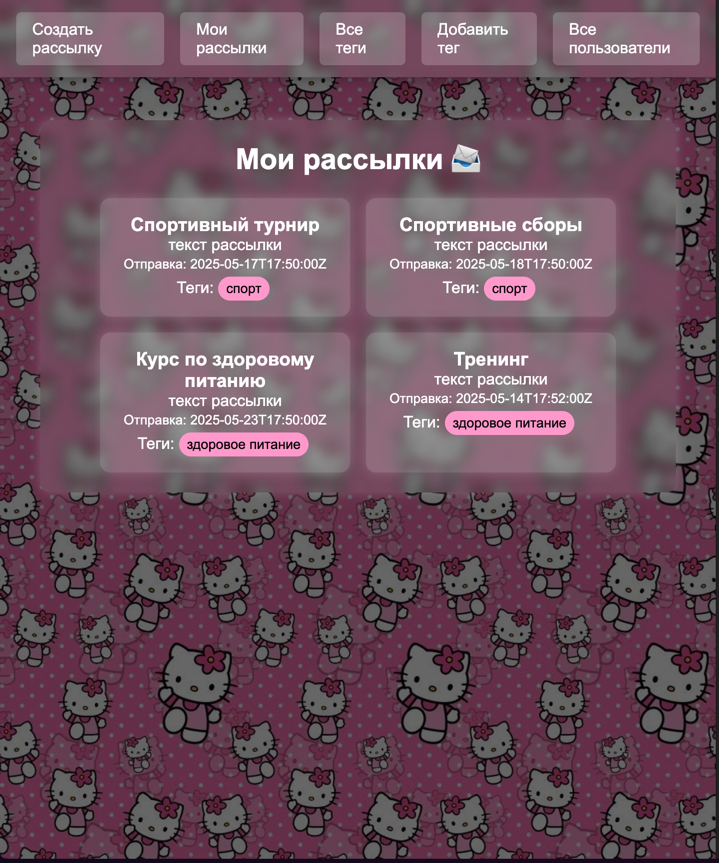 Создать
рассылку
Мои
рассылки
Все
теги
Добавить
тег
Все
пользователи
Мои рассылки 📨
Спортивный турнир
текст рассылки
Отправка: 2025-05-17T17:50:00Z
Теги: спорт
Спортивные сборы
текст рассылки
Отправка: 2025-05-18T17:50:00Z
Теги: спорт
Курс по здоровому
питанию
текст рассылки
Отправка: 2025-05-23T17:50:00Z
Теги: здоровое питание
Тренинг
текст рассылки
Отправка: 2025-05-14T17:52:00Z
Теги: здоровое питание